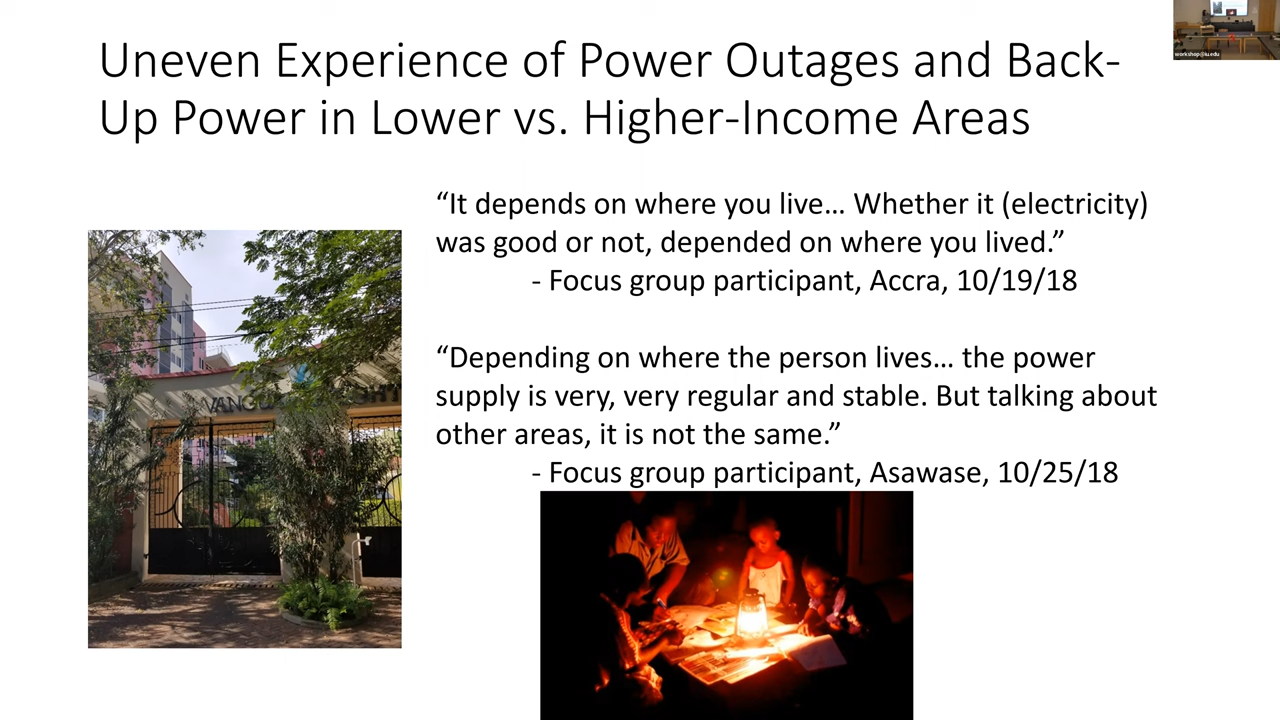 workshop@iu.edu
Uneven Experience of Power Outages and Back-
Up Power in Lower vs. Higher-Income Areas
“It depends on where you live... Whether it (electricity)
was good or not, depended on where you lived.”
- Focus group participant, Accra, 10/19/18
“Depending on where the person lives... the power
supply is very, very regular and stable. But talking about
other areas, it is not the same.”
- Focus group participant, Asawase, 10/25/18